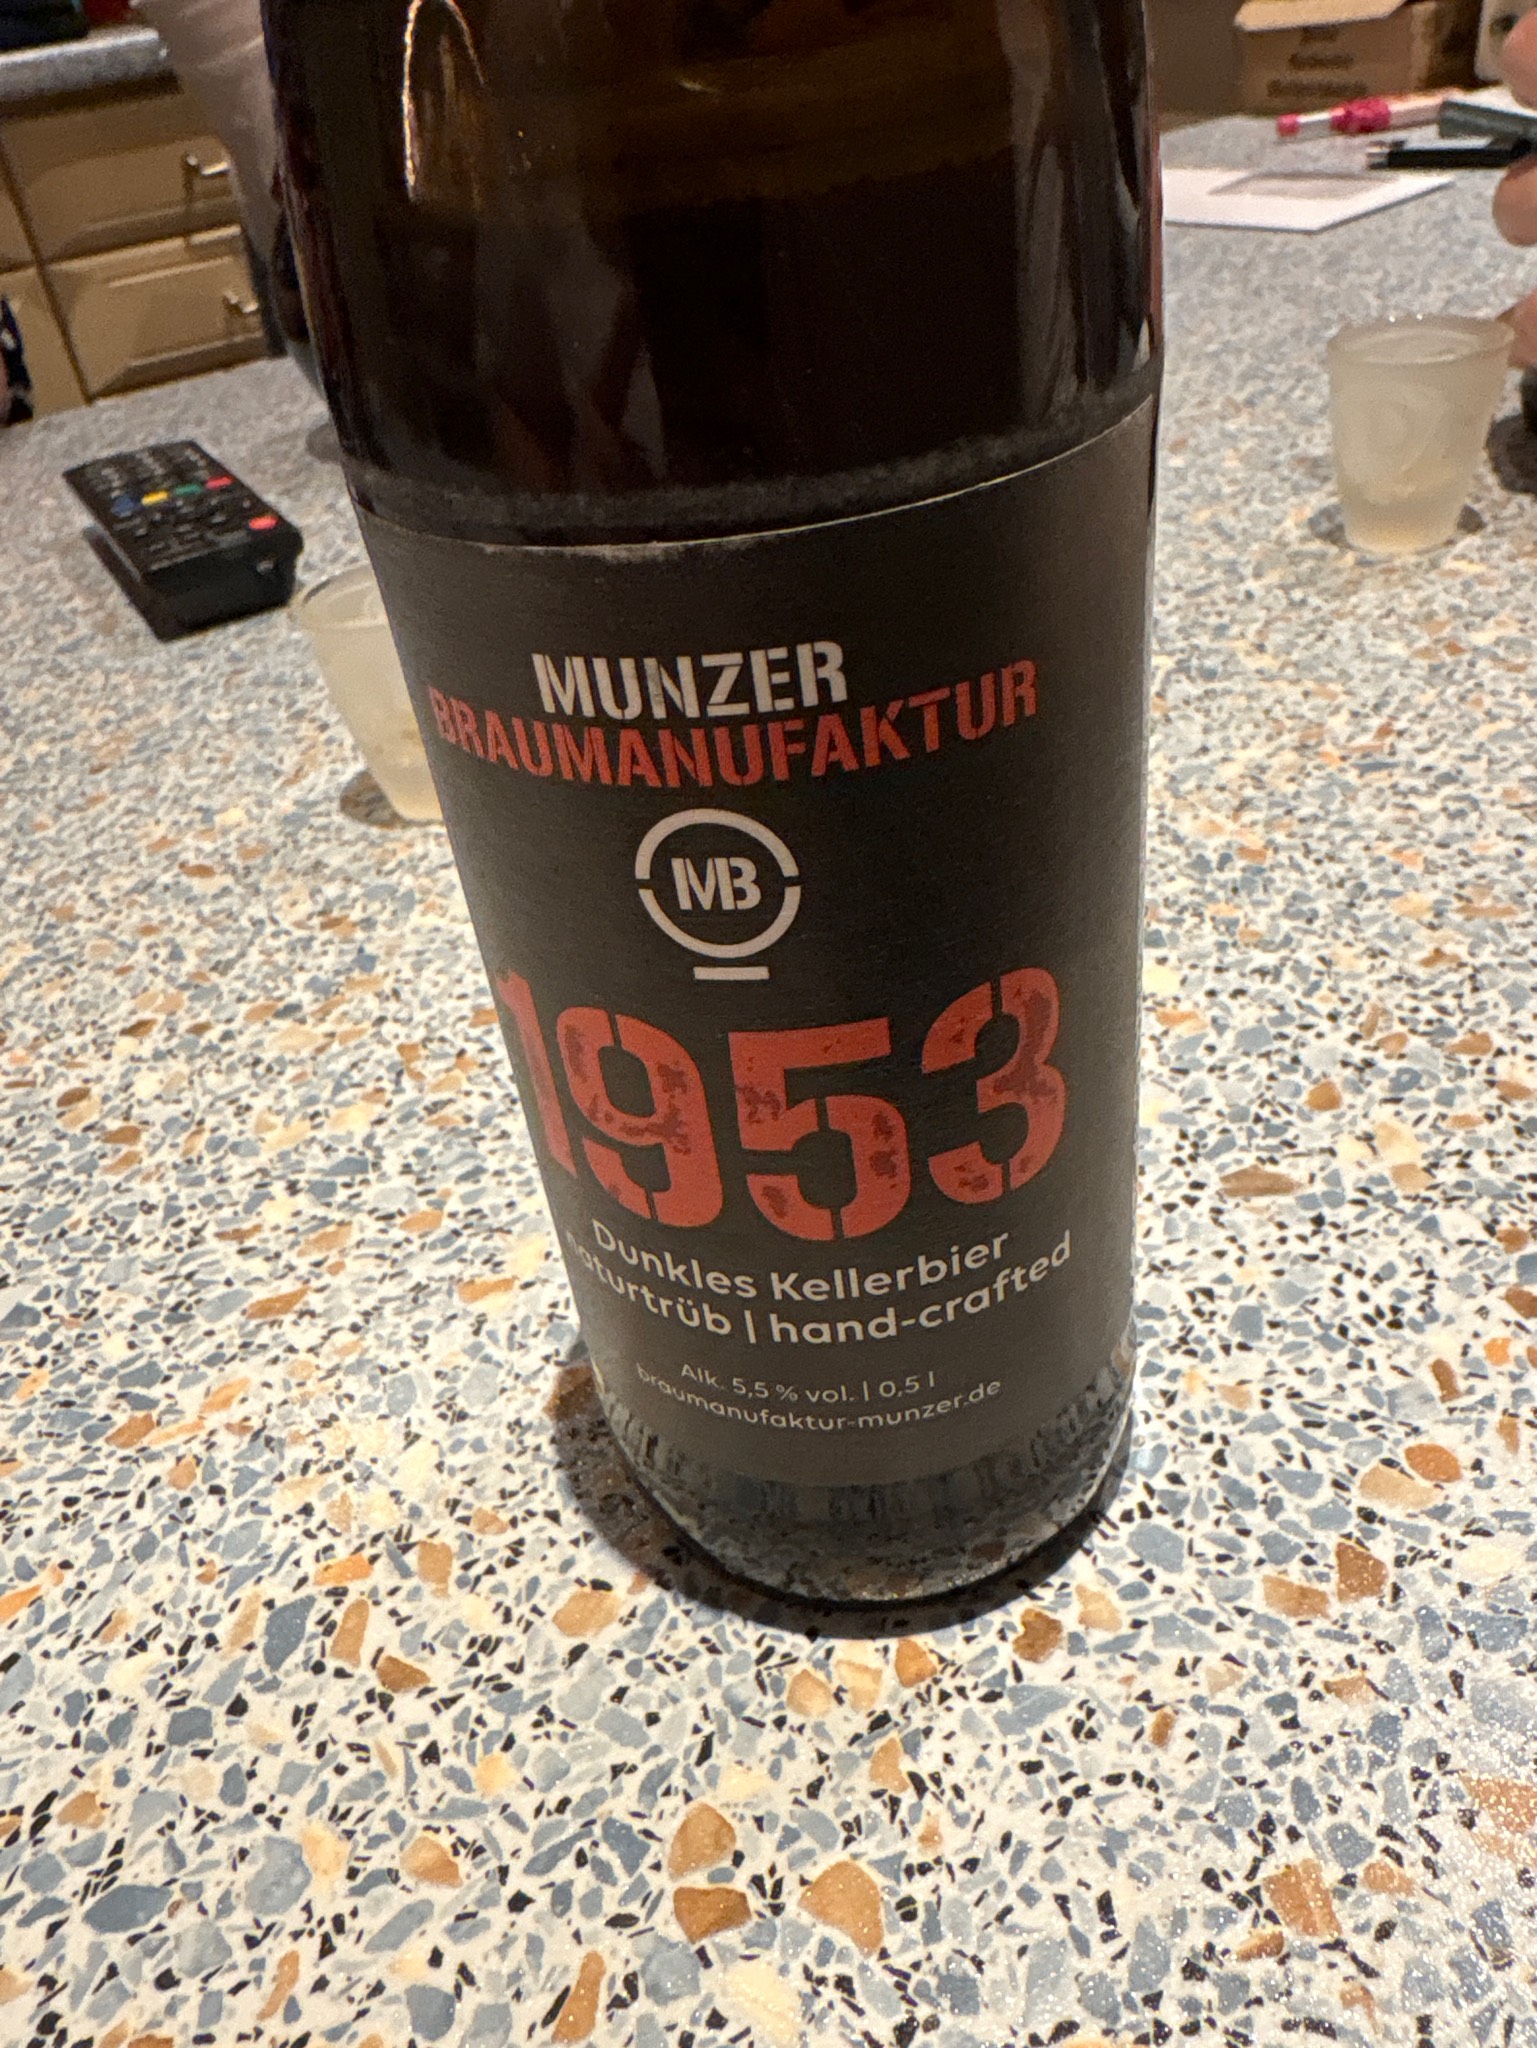 MUNZER
BRAUMANUFAKTUR
MB
1953
Dunkles Kellerbier
naturtrüb | hand-crafted
Alk. 5,5 % vol. | 0,5 l
braumanufaktur-munzer.de